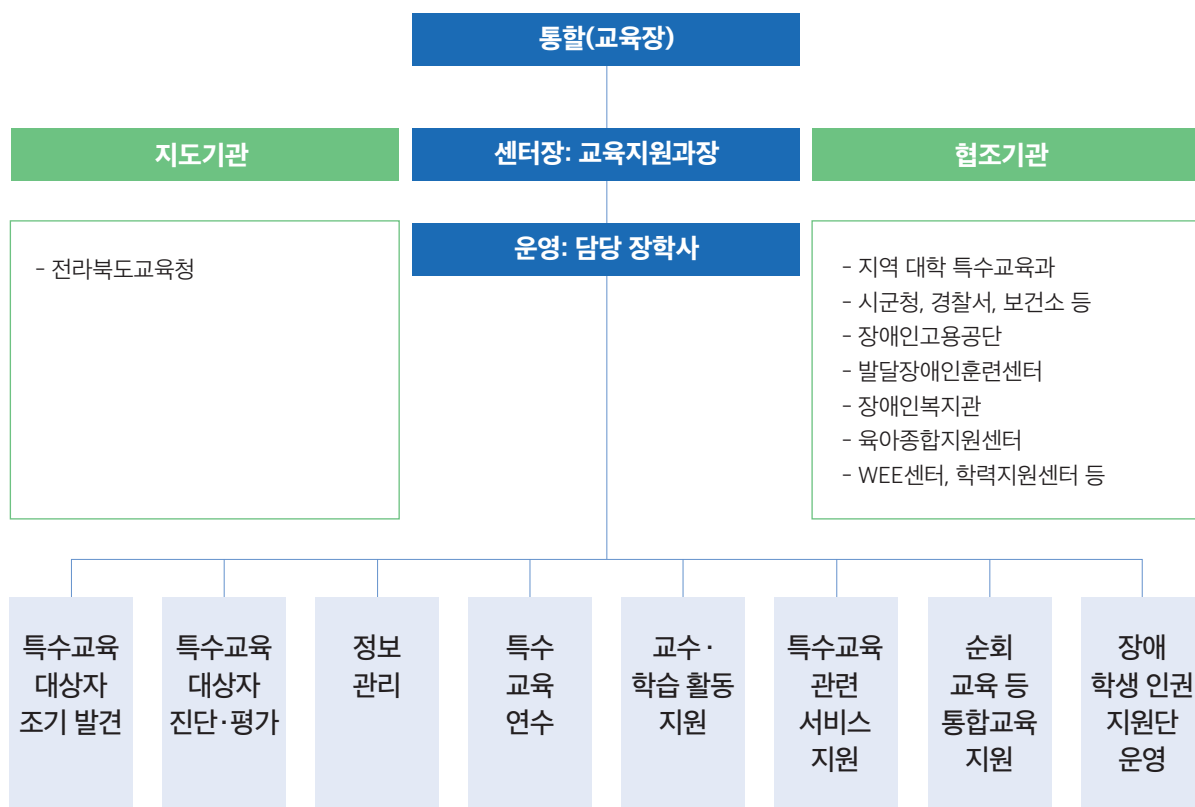 통할(교육장)
지도기관
센터장: 교육지원과장
협조기관
운영: 담당 장학사
- 전라북도교육청
- 지역 대학 특수교육과
- 시군청, 경찰서, 보건소 등
- 장애인고용공단
- 발달장애인훈련센터
- 장애인복지관
- 육아종합지원센터
- WEE센터, 학력지원센터 등
특수교육
대상자
조기 발견
특수교육
대상자
진단·평가
정보
관리
특수
교육
연수
교수·
학습 활동
지원
특수교육
관련
서비스
지원
순회
교육 등
통합교육
지원
장애
학생 인권
지원단
운영